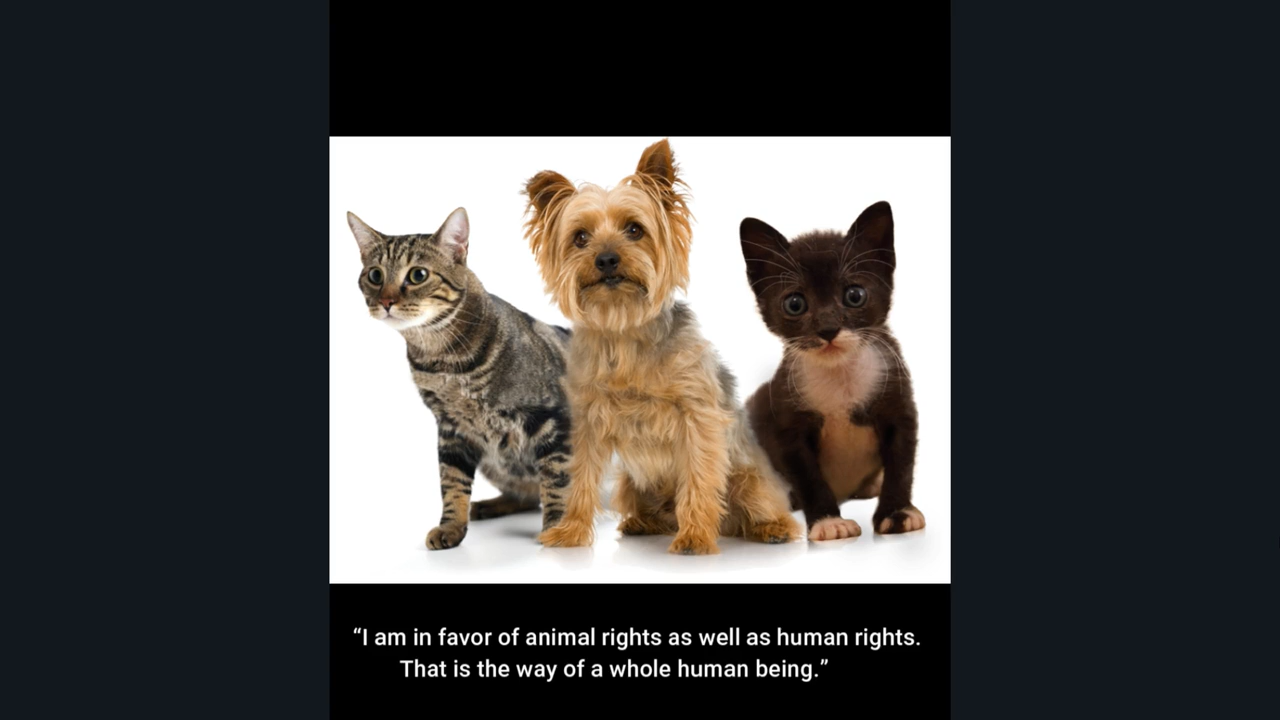 “I am in favor of animal rights as well as human rights.
That is the way of a whole human being.”